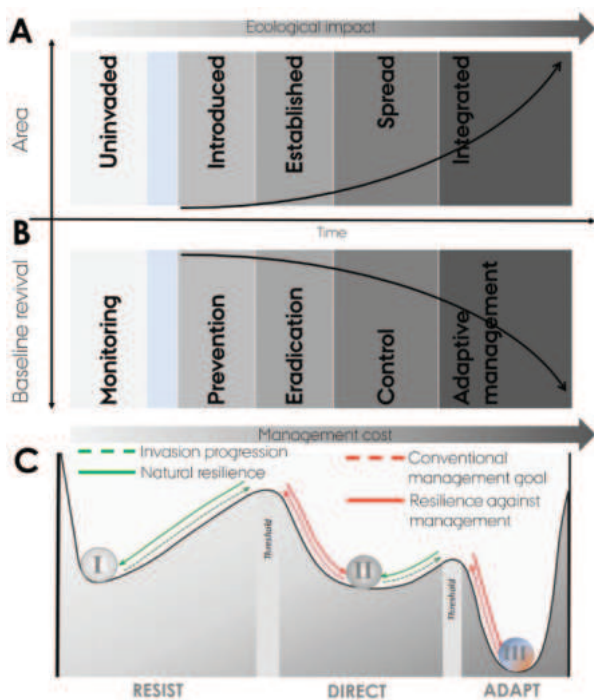 A
Ecological impact
Area
Uninvaded
Introduced
Established
Spread
Integrated
Time
B
Baseline revival
Monitoring
Prevention
Eradication
Control
Adaptive
management
Management cost
C
Invasion progression
Natural resilience
Conventional
management goal
Resilience against
management
I
Threshold
II
Threshold
III
RESIST
DIRECT
ADAPT